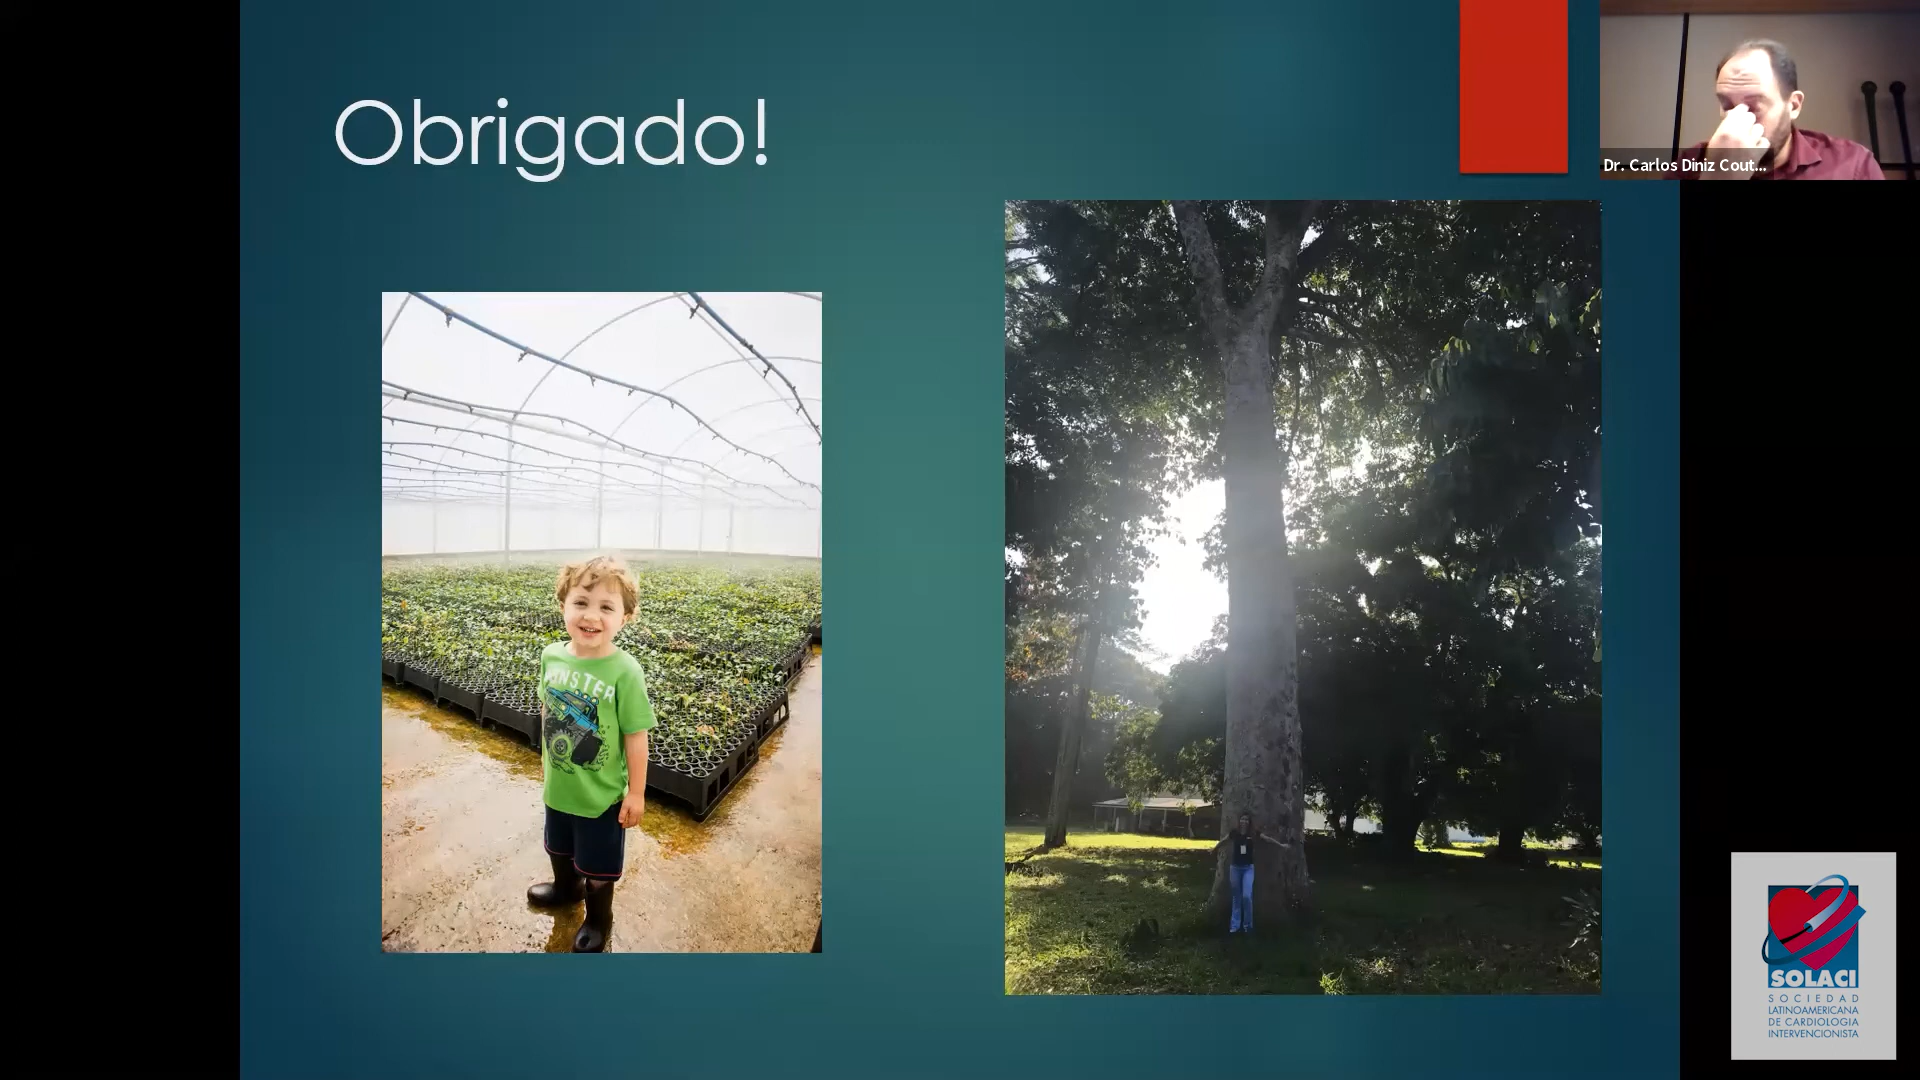 Obrigado!
Dr. Carlos Diniz Cout...
MONSTER
SOLACI
SOCIEDAD
LATINOAMERICANA
DE CARDIOLOGIA
INTERVENCIONISTA